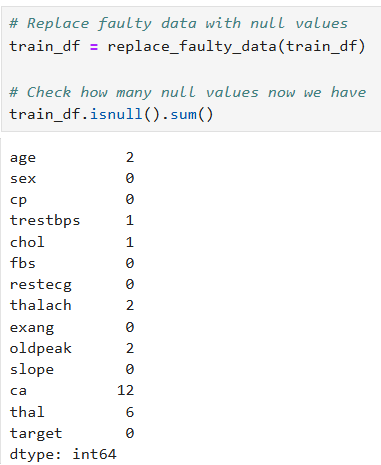 # Replace faulty data with null values
train_df = replace_faulty_data(train_df)
# Check how many null values now we have
train_df.isnull().sum()
age 2
sex 0
cp 0
trestbps 1
chol 1
fbs 0
restecg 0
thalach 2
exang 0
oldpeak 2
slope 0
ca 12
thal 6
target 0
dtype: int64